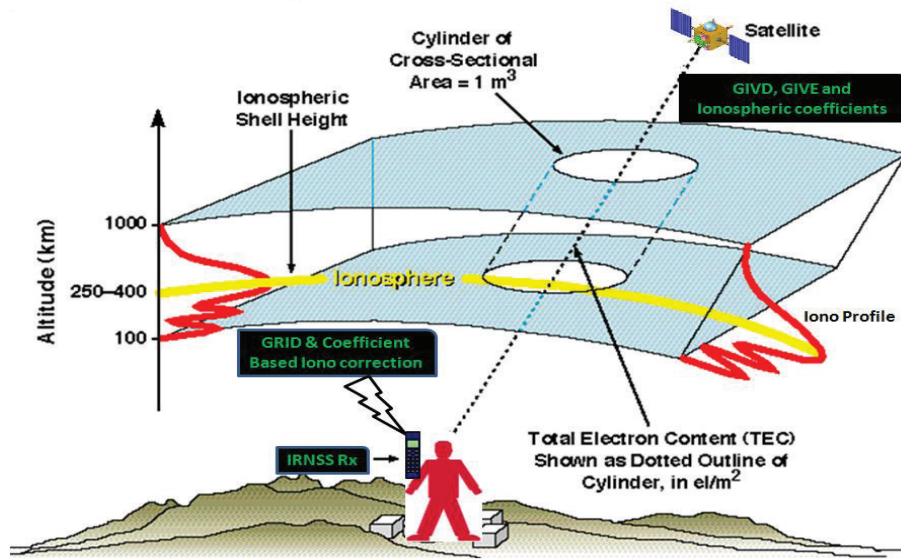 Cylinder of
Cross-Sectional
Area = 1 m³
Satellite
GIVD, GIVE and
Ionospheric coefficients
Ionospheric
Shell Height
Altitude (km)
1000
250–400
100
Ionosphere
Iono Profile
GRID & Coefficient
Based Iono correction
IRNSS Rx
Total Electron Content (TEC)
Shown as Dotted Outline of
Cylinder, in el/m²